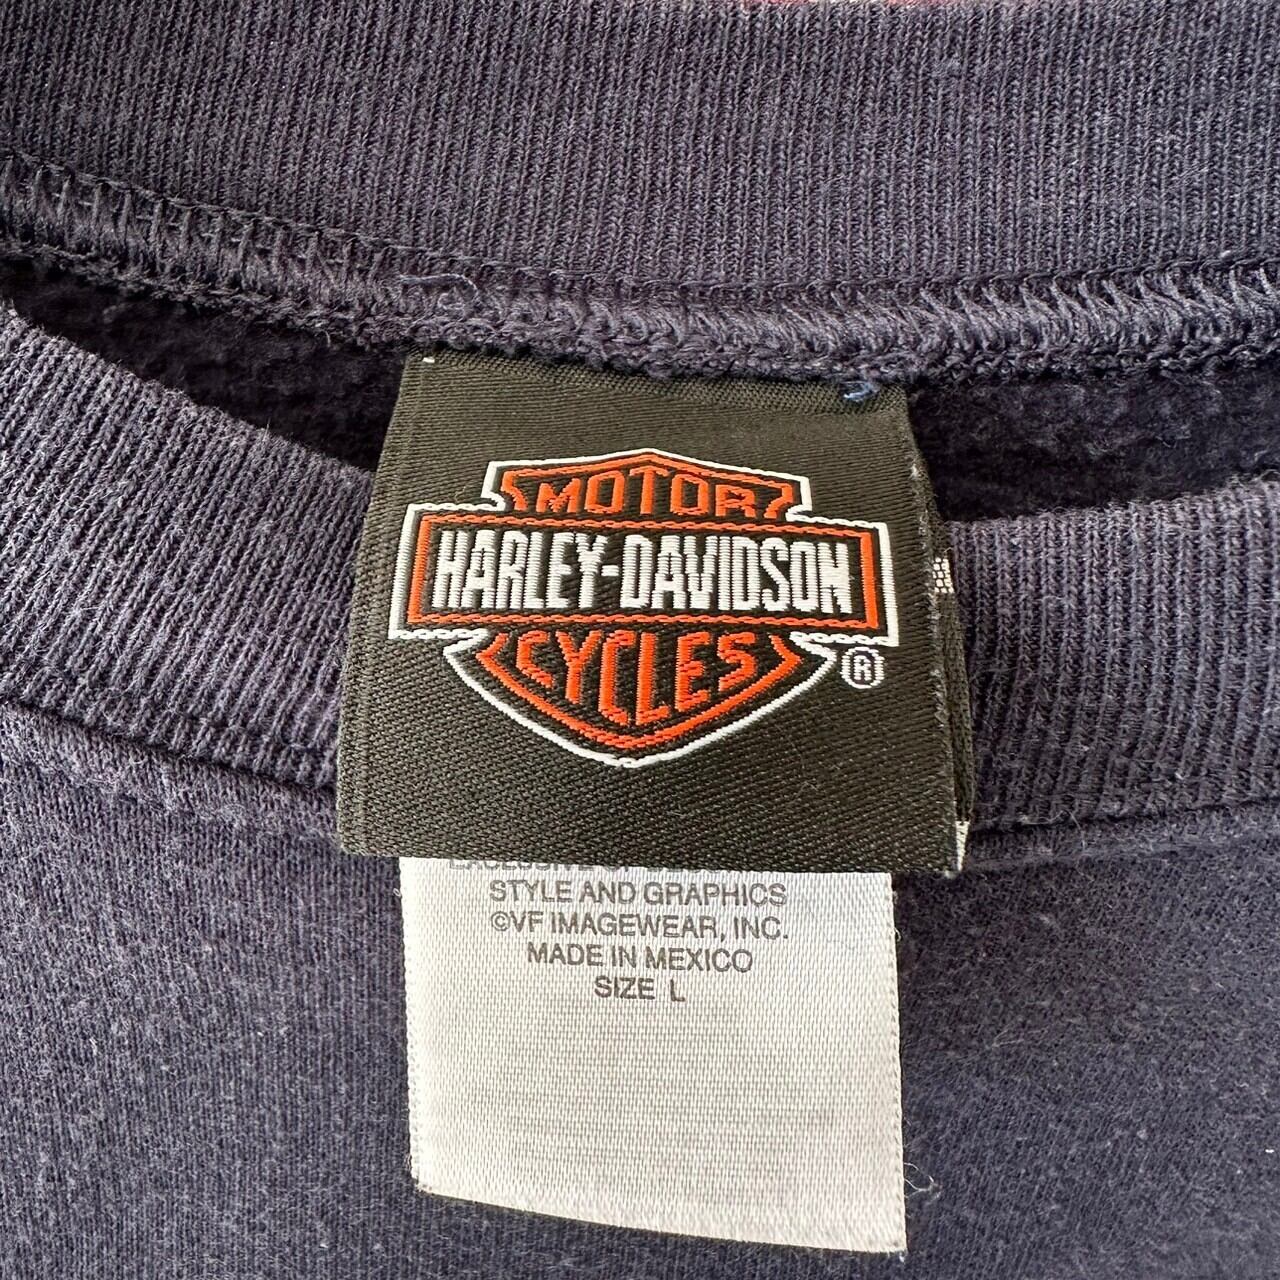 MOTOR
HARLEY-DAVIDSON
CYCLES
®
STYLE AND GRAPHICS
©VF IMAGEWEAR, INC.
MADE IN MEXICO
SIZE L